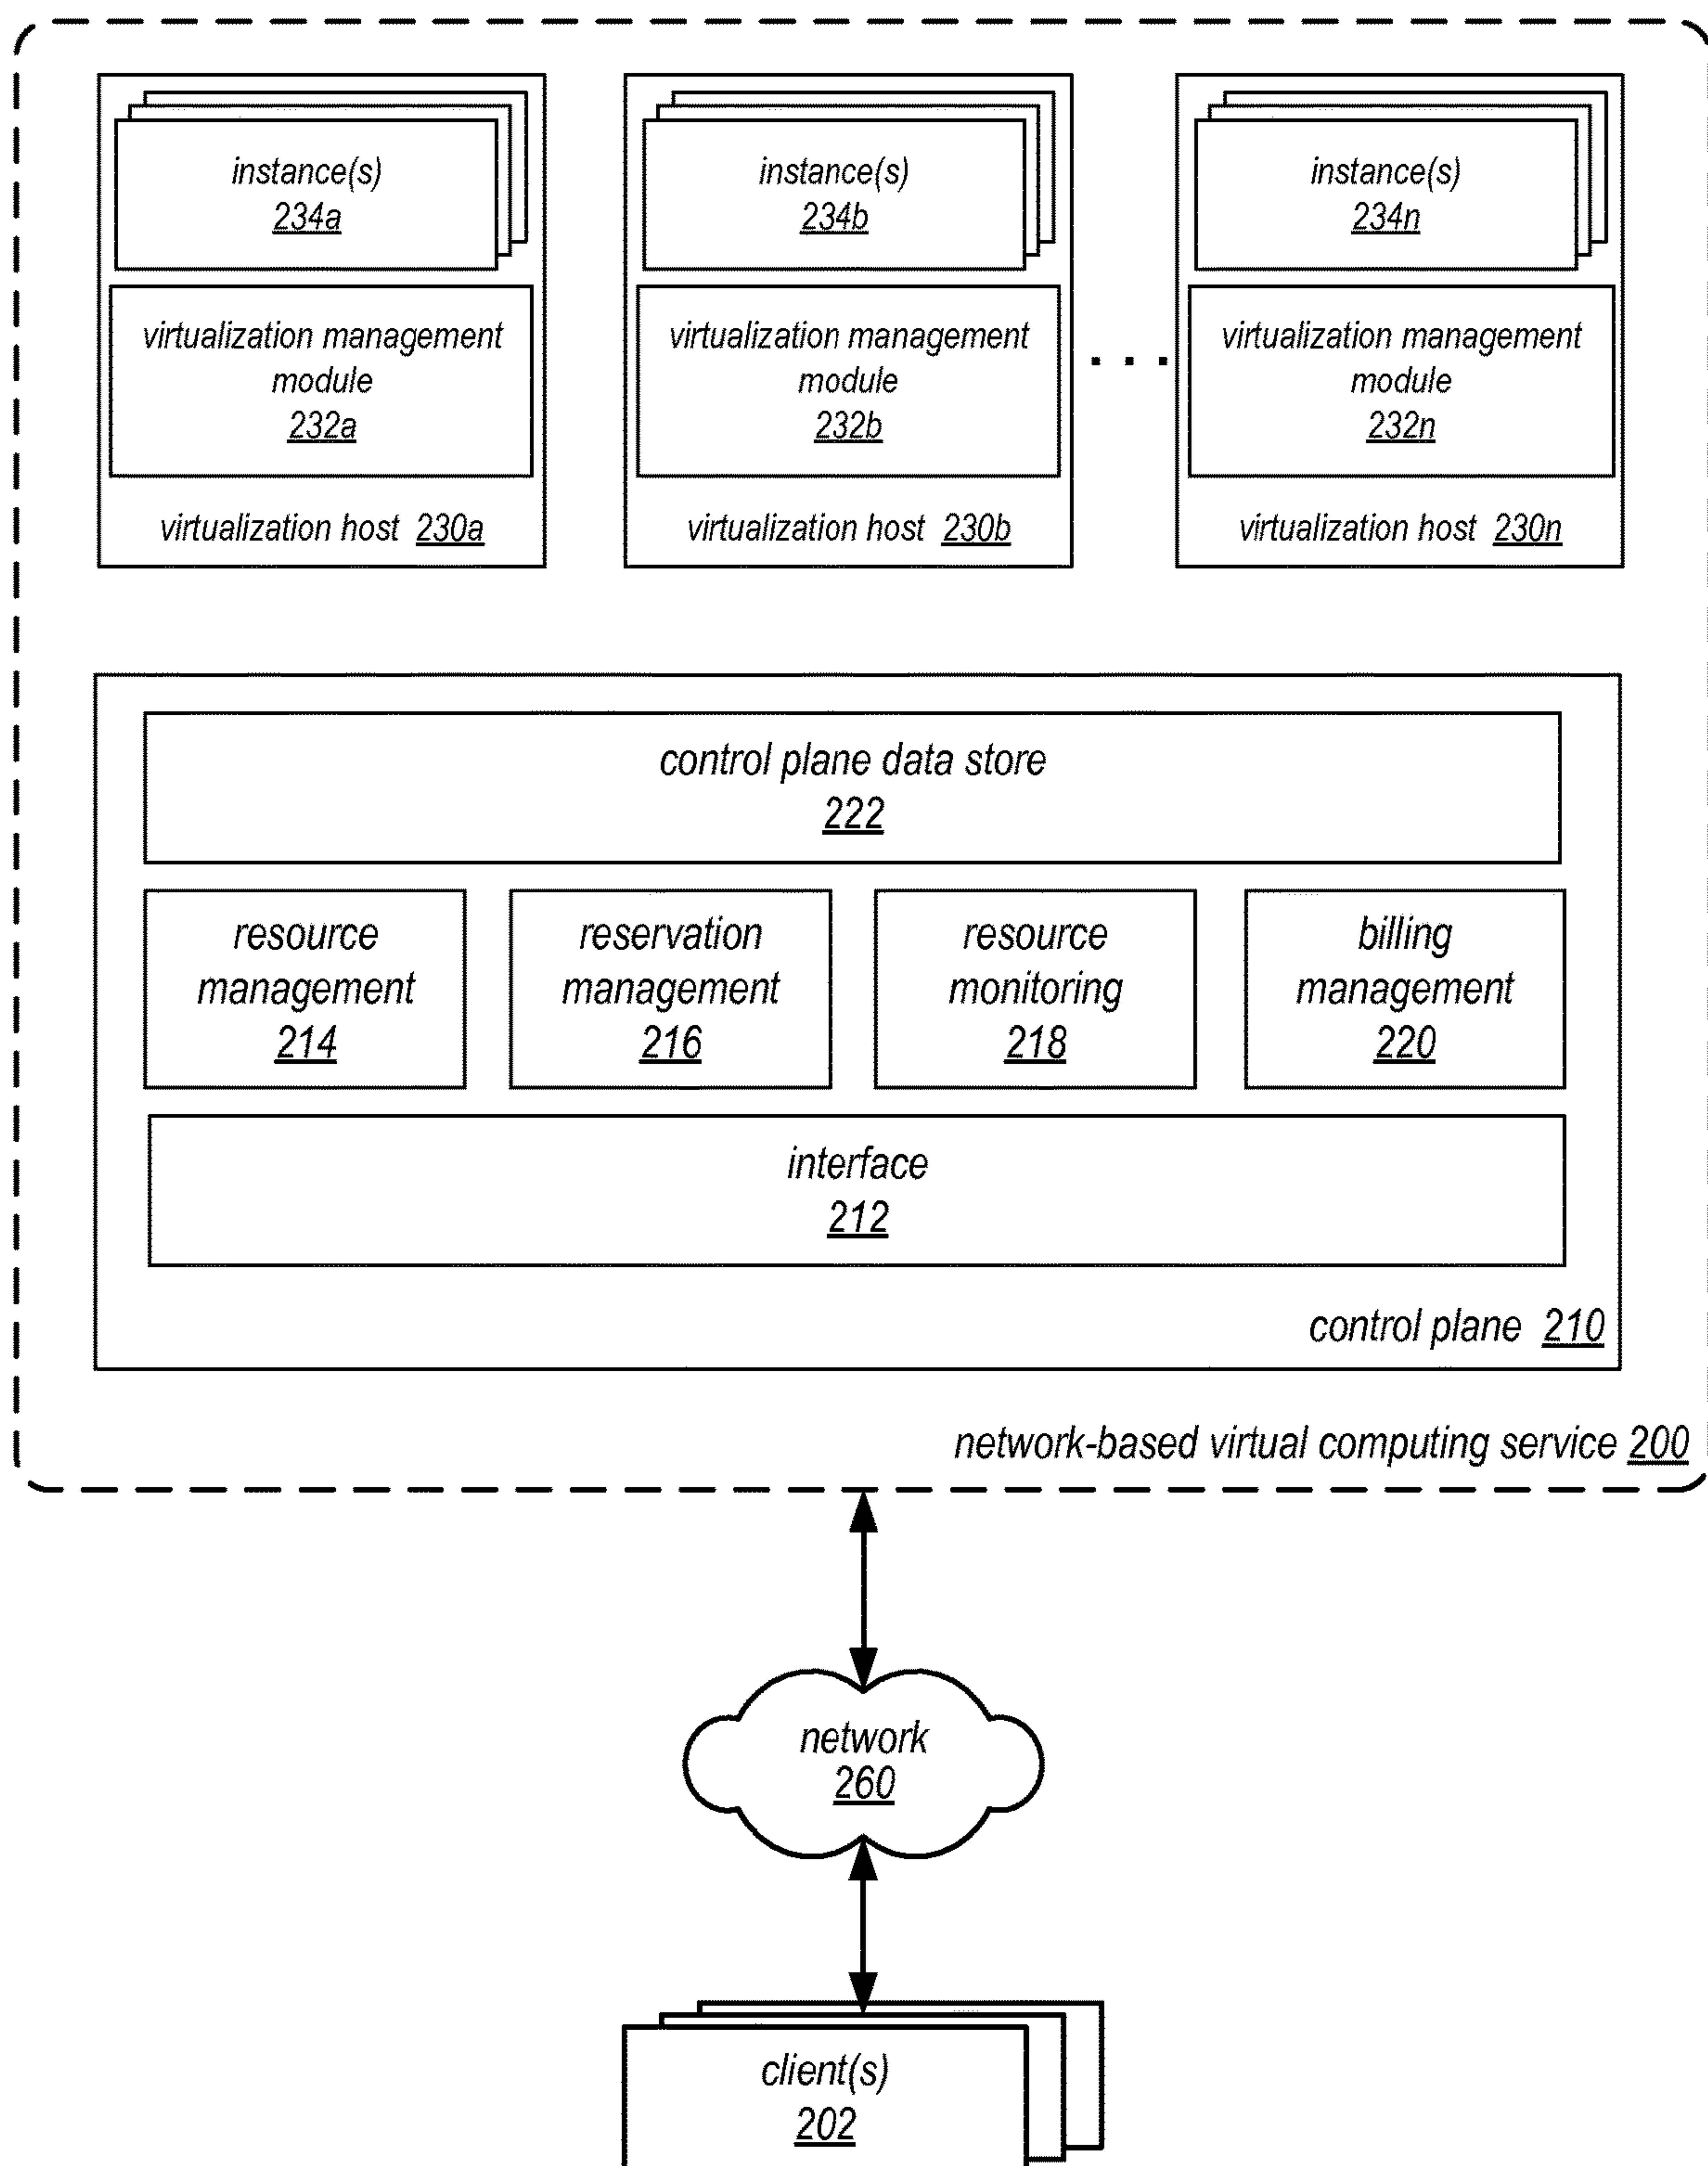 instance(s)
234a
instance(s)
234b
instance(s)
234n
virtualization management
module
232a
virtualization management
module
232b
. . .
virtualization management
module
232n
virtualization host 230a
virtualization host 230b
virtualization host 230n
control plane data store
222
resource
management
214
reservation
management
216
resource
monitoring
218
billing
management
220
interface
212
control plane 210
network-based virtual computing service 200
network
260
client(s)
202